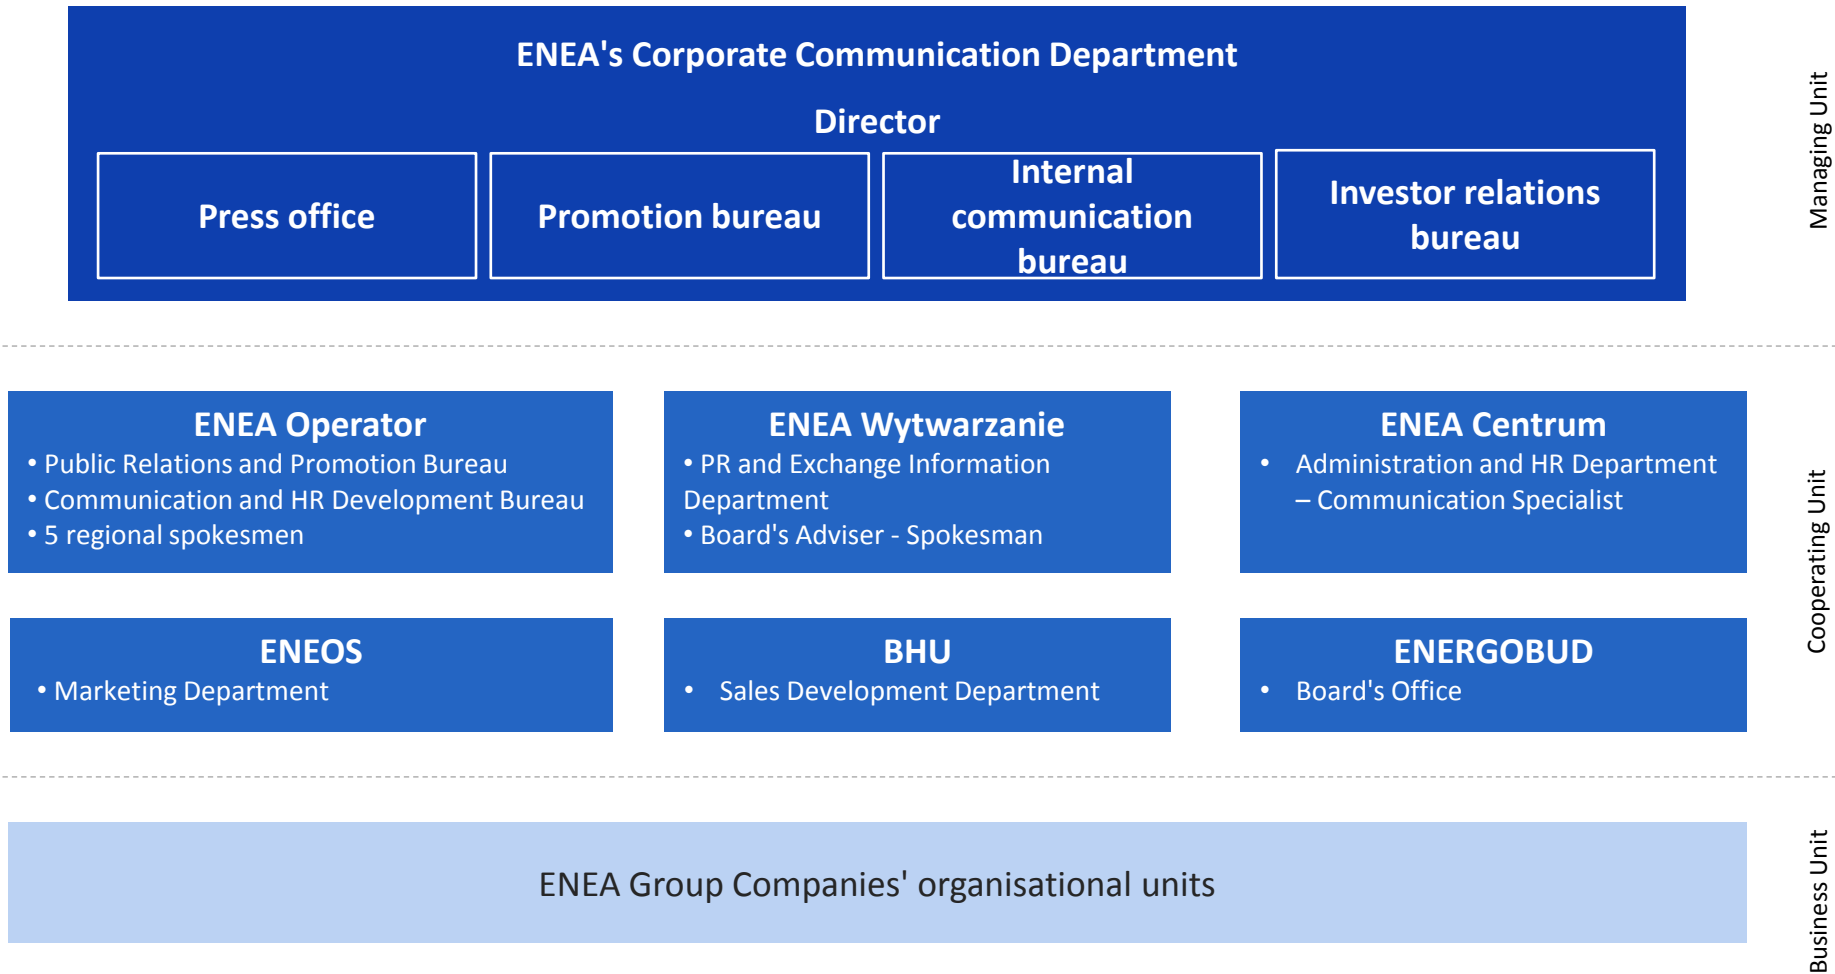 ENEA's Corporate Communication Department
Director
Press office
Promotion bureau
Internal
communication
bureau
Investor relations
bureau
Managing Unit
ENEA Operator
• Public Relations and Promotion Bureau
• Communication and HR Development Bureau
• 5 regional spokesmen
ENEA Wytwarzanie
• PR and Exchange Information
Department
• Board's Adviser - Spokesman
ENEA Centrum
• Administration and HR Department
– Communication Specialist
ENEOS
• Marketing Department
BHU
• Sales Development Department
ENERGOBUD
• Board's Office
Cooperating Unit
ENEA Group Companies' organisational units
Business Unit